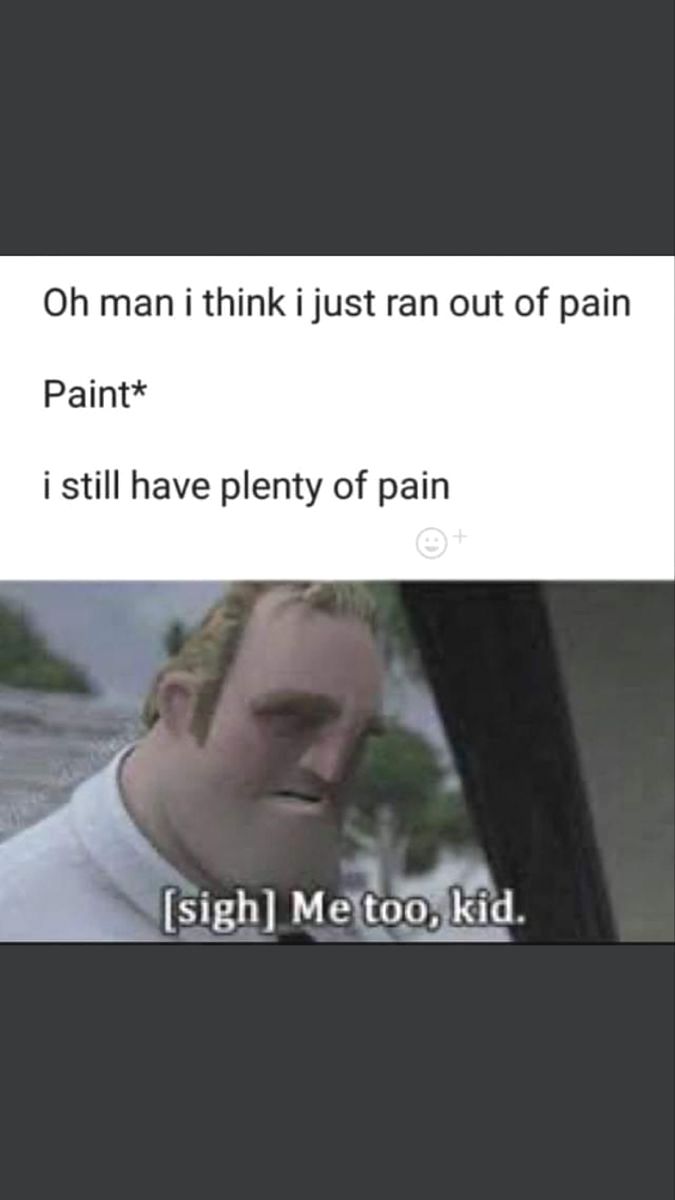 Oh man i think i just ran out of pain
Paint*
i still have plenty of pain
[sigh] Me too, kid.